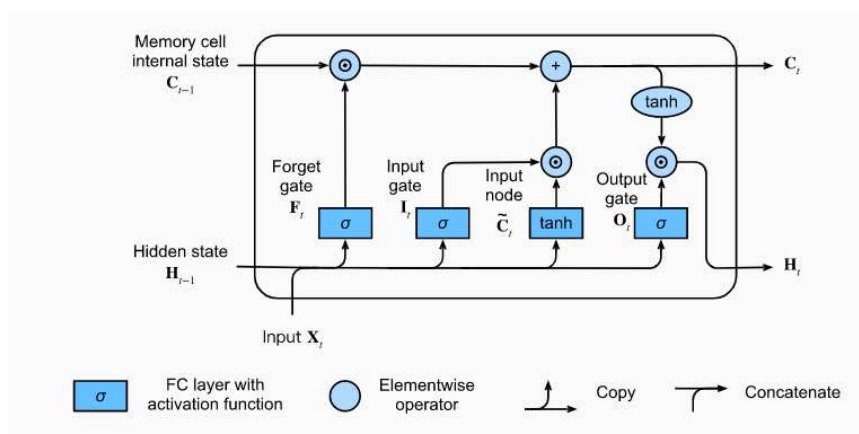 Memory cell
internal state
C_{t−1}
⊙
+
C_t
tanh
Forget
gate
F_t
Input
gate
I_t
⊙
Input
node
C̃_t
Output
gate
O_t
⊙
σ
σ
tanh
σ
Hidden state
H_{t−1}
H_t
Input X_t
σ
FC layer with
activation function
Elementwise
operator
Copy
Concatenate